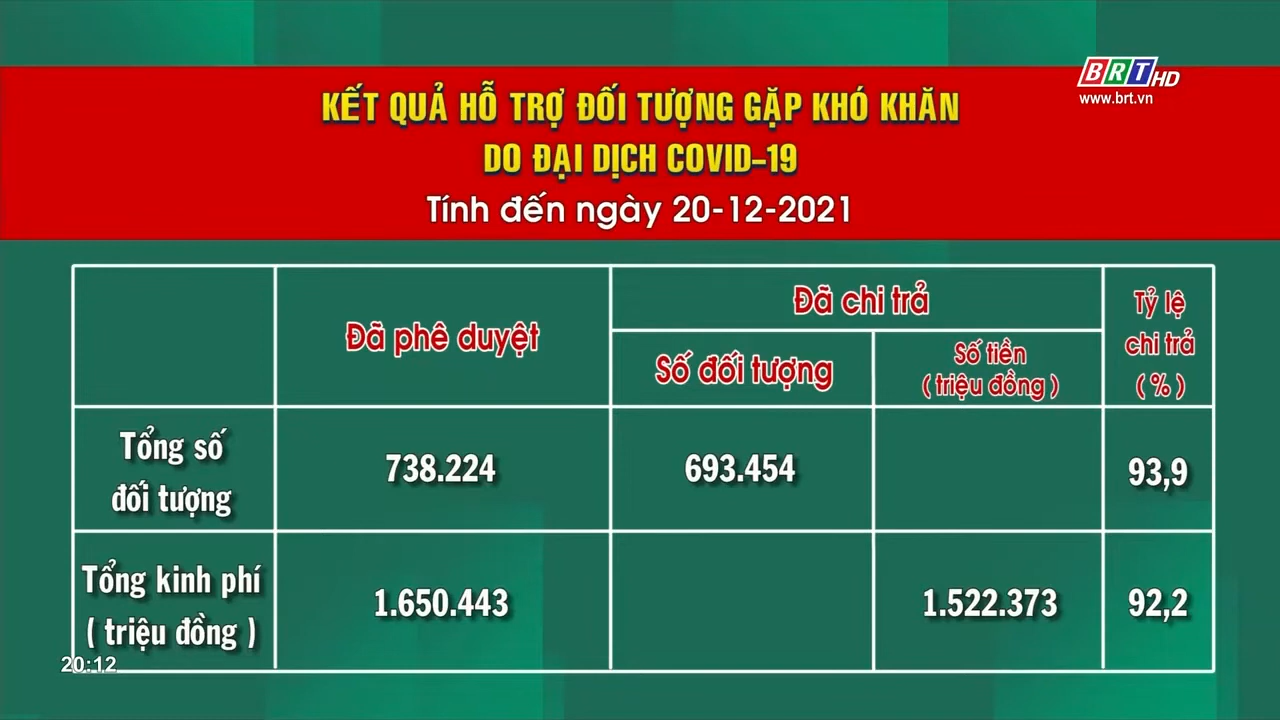 BRT HD
www.brt.vn
KẾT QUẢ HỖ TRỢ ĐỐI TƯỢNG GẶP KHÓ KHĂN
DO ĐẠI DỊCH COVID-19
Tính đến ngày 20-12-2021
Đã phê duyệt
Đã chi trả
Tỷ lệ
chi trả
( % )
Số đối tượng
Số tiền
( triệu đồng )
Tổng số
đối tượng
738.224
693.454
93,9
Tổng kinh phí
( triệu đồng )
1.650.443
1.522.373
92,2
20:12